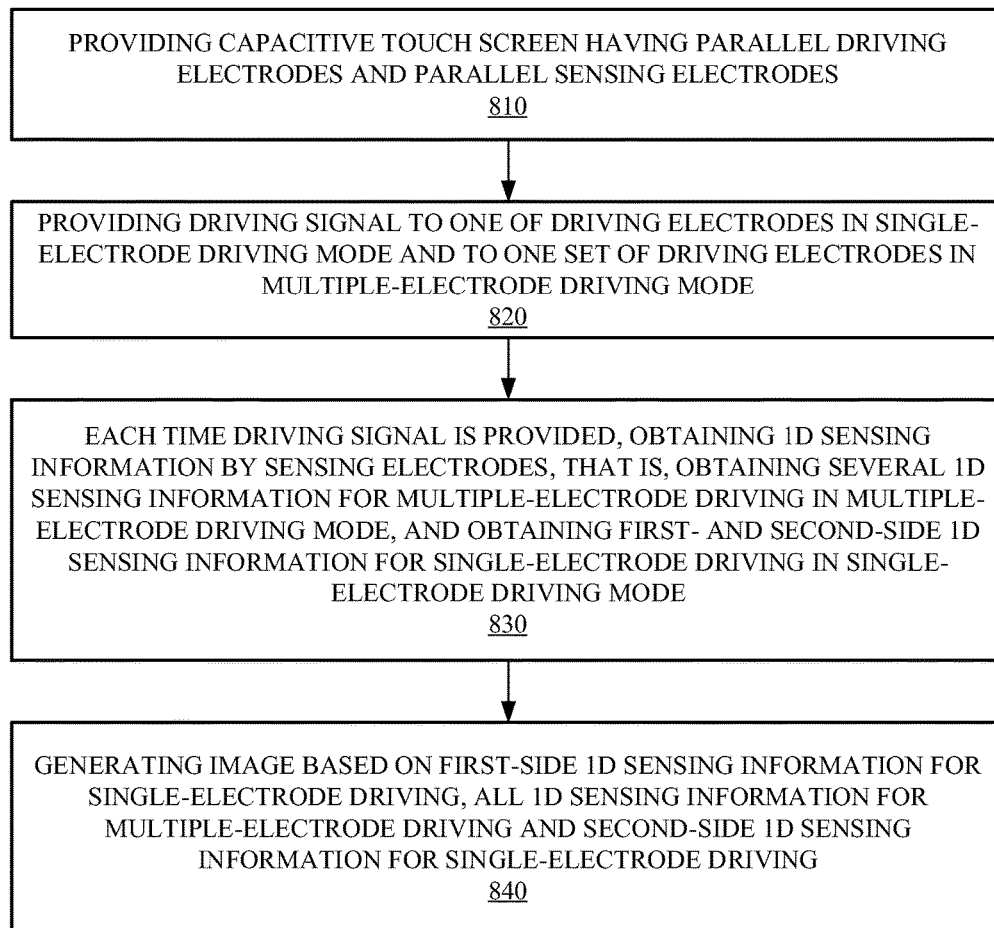 PROVIDING CAPACITIVE TOUCH SCREEN HAVING PARALLEL DRIVING
ELECTRODES AND PARALLEL SENSING ELECTRODES
810
PROVIDING DRIVING SIGNAL TO ONE OF DRIVING ELECTRODES IN SINGLE-
ELECTRODE DRIVING MODE AND TO ONE SET OF DRIVING ELECTRODES IN
MULTIPLE-ELECTRODE DRIVING MODE
820
EACH TIME DRIVING SIGNAL IS PROVIDED, OBTAINING 1D SENSING
INFORMATION BY SENSING ELECTRODES, THAT IS, OBTAINING SEVERAL 1D
SENSING INFORMATION FOR MULTIPLE-ELECTRODE DRIVING IN MULTIPLE-
ELECTRODE DRIVING MODE, AND OBTAINING FIRST- AND SECOND-SIDE 1D
SENSING INFORMATION FOR SINGLE-ELECTRODE DRIVING IN SINGLE-
ELECTRODE DRIVING MODE
830
GENERATING IMAGE BASED ON FIRST-SIDE 1D SENSING INFORMATION FOR
SINGLE-ELECTRODE DRIVING, ALL 1D SENSING INFORMATION FOR
MULTIPLE-ELECTRODE DRIVING AND SECOND-SIDE 1D SENSING
INFORMATION FOR SINGLE-ELECTRODE DRIVING
840